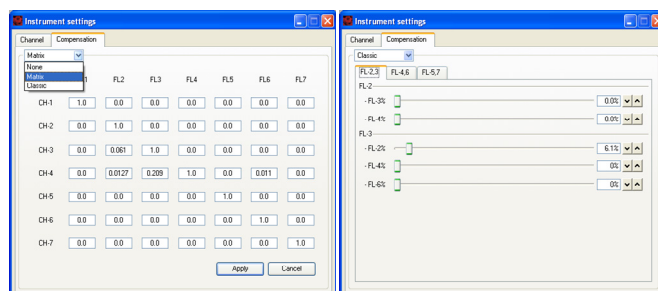 Instrument settings
Channel Compensation
Matrix
None
Matrix
Classic
1 FL2 FL3 FL4 FL5 FL6 FL7
CH-1 1.0 0.0 0.0 0.0 0.0 0.0 0.0
CH-2 0.0 1.0 0.0 0.0 0.0 0.0 0.0
CH-3 0.0 0.061 1.0 0.0 0.0 0.0 0.0
CH-4 0.0 0.0127 0.209 1.0 0.0 0.011 0.0
CH-5 0.0 0.0 0.0 0.0 1.0 0.0 0.0
CH-6 0.0 0.0 0.0 0.0 0.0 1.0 0.0
CH-7 0.0 0.0 0.0 0.0 0.0 0.0 1.0
Apply Cancel
Instrument settings
Channel Compensation
Classic
FL-2,3 FL-4,6 FL-5,7
FL-2
- FL-3% 0.0%
- FL-4% 0.0%
FL-3
- FL-2% 6.1%
- FL-4% 0%
- FL-6% 0%